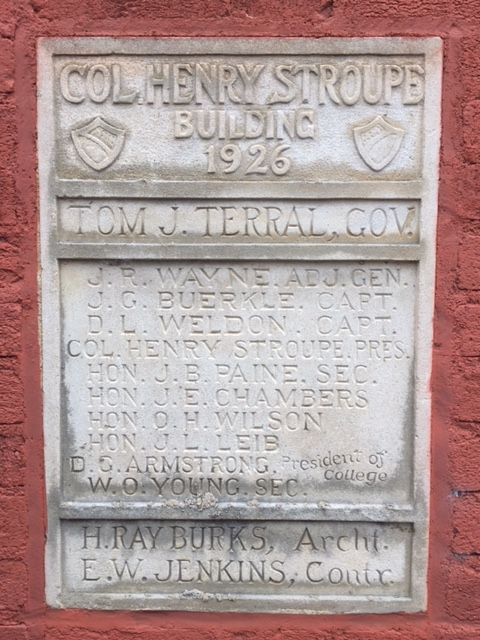 COL. HENRY STROUPE
BUILDING
1926
TOM J. TERRAL, GOV.
J. R. WAYNE. ADJ. GEN.
J. G. BUERKLE. CAPT.
D. L. WELDON. CAPT.
COL. HENRY STROUPE. PRES.
HON. J. B. PAINE. SEC.
HON. J. E. CHAMBERS
HON. O. H. WILSON
HON. J. L. LEIB
D. G. ARMSTRONG. President of
College
W. O. YOUNG. SEC.
H. RAY BURKS, Archt.
E. W. JENKINS, Contr.